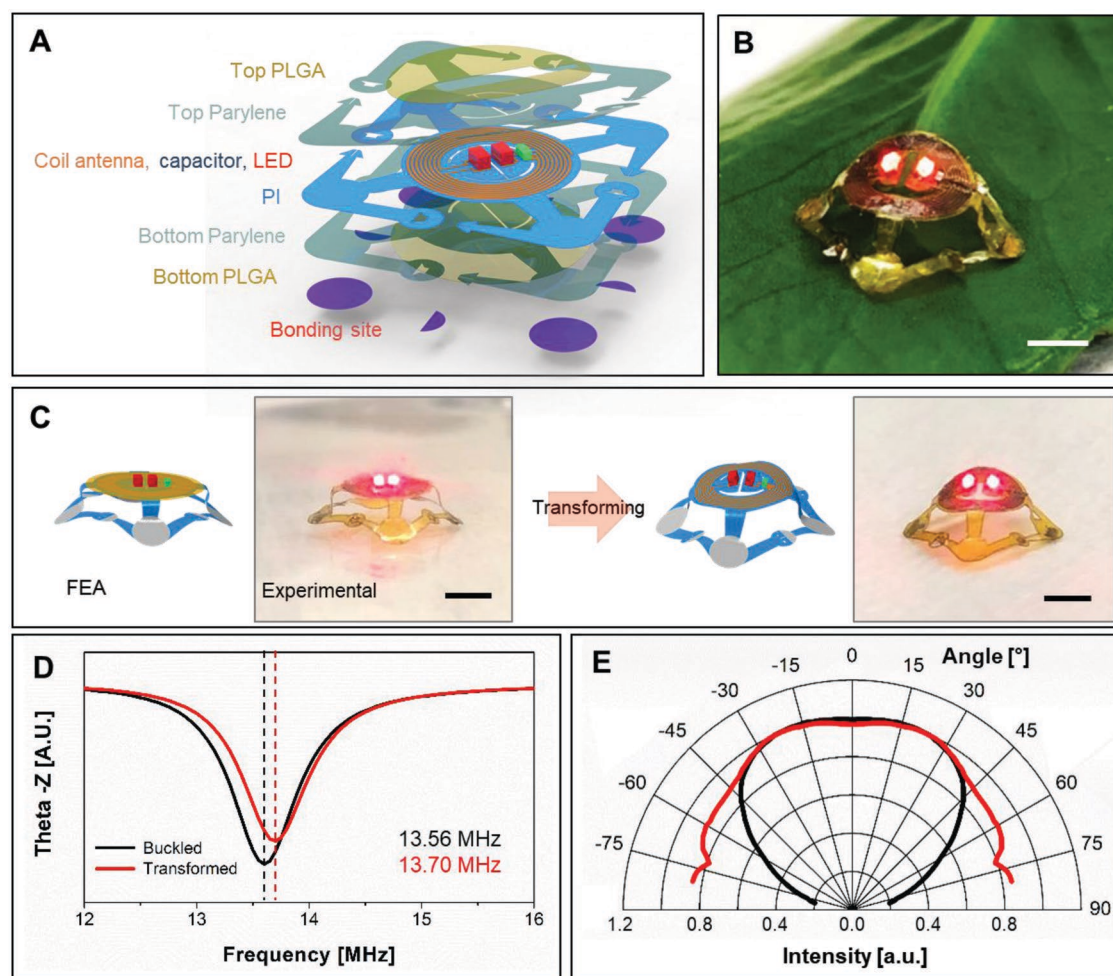 A
Top PLGA
Top Parylene
Coil antenna, capacitor, LED
PI
Bottom Parylene
Bottom PLGA
Bonding site
B
C
FEA
Experimental
Transforming
D
Theta -Z [A.U.]
Buckled
Transformed
13.56 MHz
13.70 MHz
12 13 14 15 16
Frequency [MHz]
E
Angle [°]
-75 -60 -45 -30 -15 0 15 30 45 60 75 90
1.2 0.8 0.4 0.0 0.4 0.8
Intensity [a.u.]